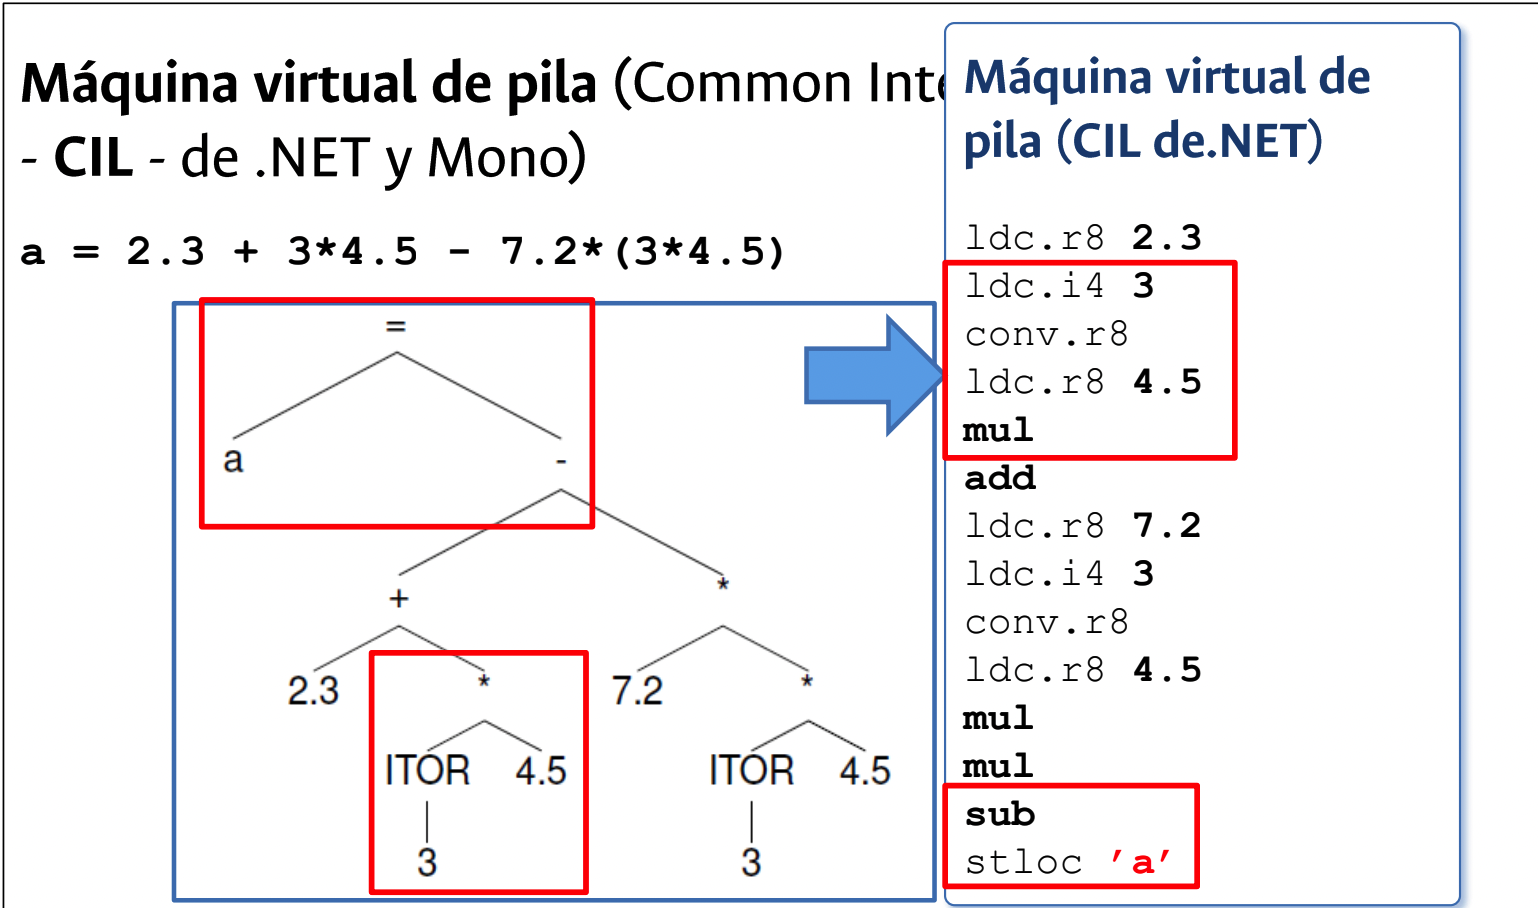 Máquina virtual de pila (Common Inte
- CIL - de .NET y Mono)
a = 2.3 + 3*4.5 - 7.2*(3*4.5)
=
a -
+ *
2.3 * 7.2 *
ITOR 4.5 ITOR 4.5
3 3
Máquina virtual de
pila (CIL de.NET)
ldc.r8 2.3
ldc.i4 3
conv.r8
ldc.r8 4.5
mul
add
ldc.r8 7.2
ldc.i4 3
conv.r8
ldc.r8 4.5
mul
mul
sub
stloc ’a’